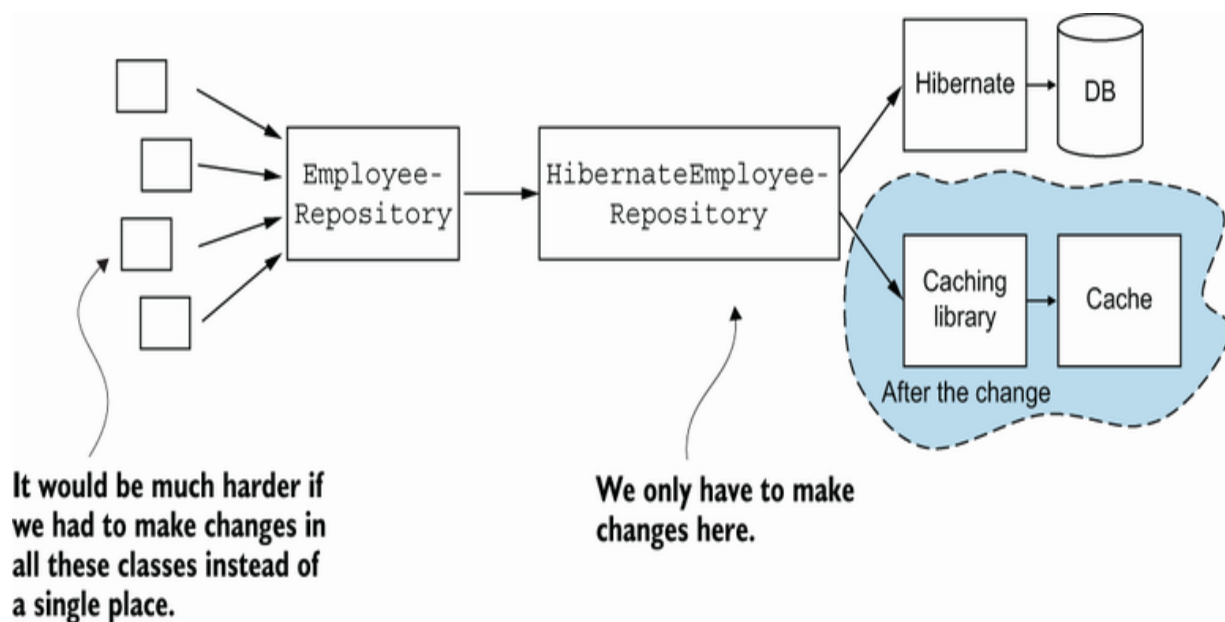 Employee-
Repository
HibernateEmployee-
Repository
Hibernate
DB
Caching
library
Cache
After the change
It would be much harder if
we had to make changes in
all these classes instead of
a single place.
We only have to make
changes here.